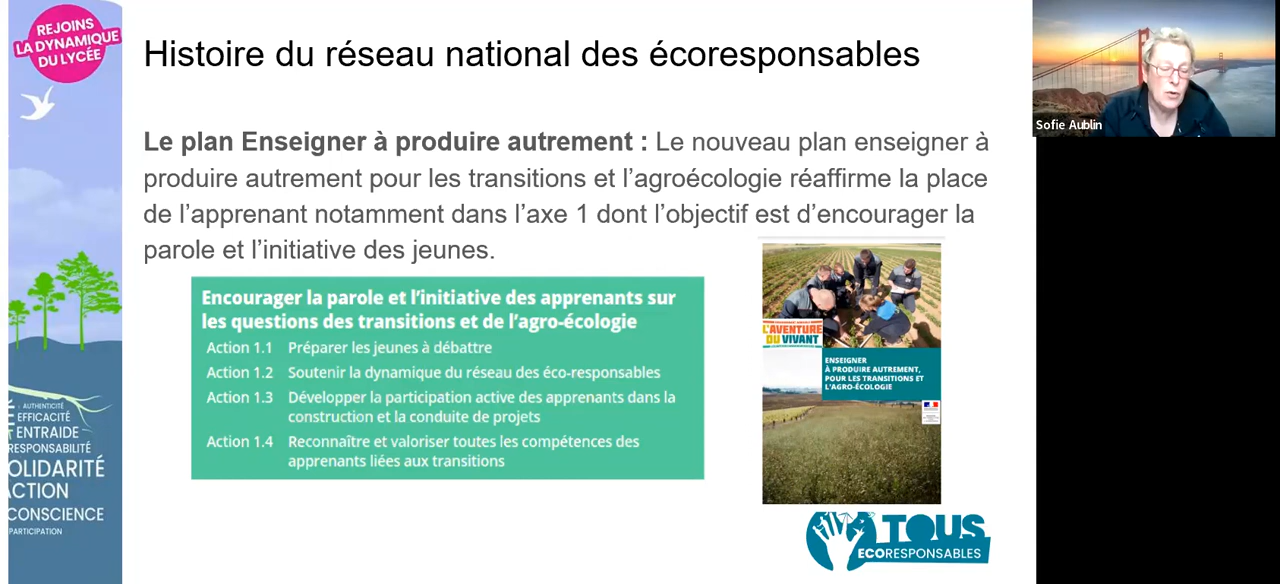 REJOINS
LA DYNAMIQUE
DU LYCÉE
Histoire du réseau national des écoresponsables
Sofie Aublin
Le plan Enseigner à produire autrement : Le nouveau plan enseigner à
produire autrement pour les transitions et l'agroécologie réaffirme la place
de l'apprenant notamment dans l'axe 1 dont l'objectif est d'encourager la
parole et l'initiative des jeunes.
Encourager la parole et l'initiative des apprenants sur
les questions des transitions et de l'agro-écologie
Action 1.1 Préparer les jeunes à débattre
Action 1.2 Soutenir la dynamique du réseau des éco-responsables
Action 1.3 Développer la participation active des apprenants dans la
construction et la conduite de projets
Action 1.4 Reconnaître et valoriser toutes les compétences des
apprenants liées aux transitions
L'AVENTURE
DU VIVANT
ENSEIGNER
À PRODUIRE AUTREMENT,
POUR LES TRANSITIONS ET
L'AGRO-ÉCOLOGIE
AUTHENTICITÉ
EFFICACITÉ
ENTRAIDE
RESPONSABILITÉ
OLIDARITÉ
ACTION
CONSCIENCE
PARTICIPATION
TOUS
ECORESPONSABLES